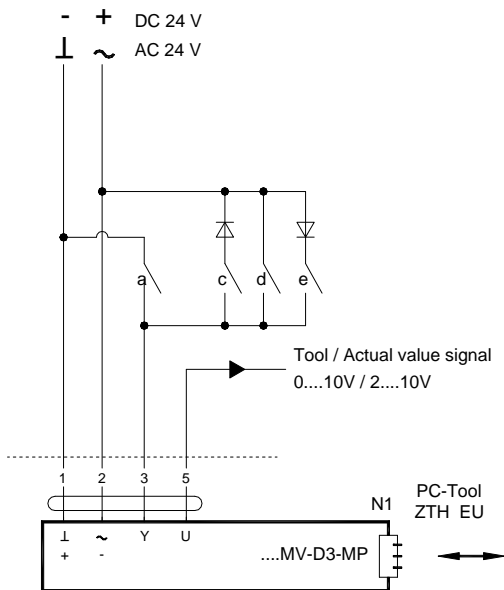 - + DC 24 V
⊥ ~ AC 24 V
a c d e
Tool / Actual value signal
0....10V / 2....10V
1 2 3 5
N1
PC-Tool
ZTH EU
⊥ ~ Y U
+ -
....MV-D3-MP